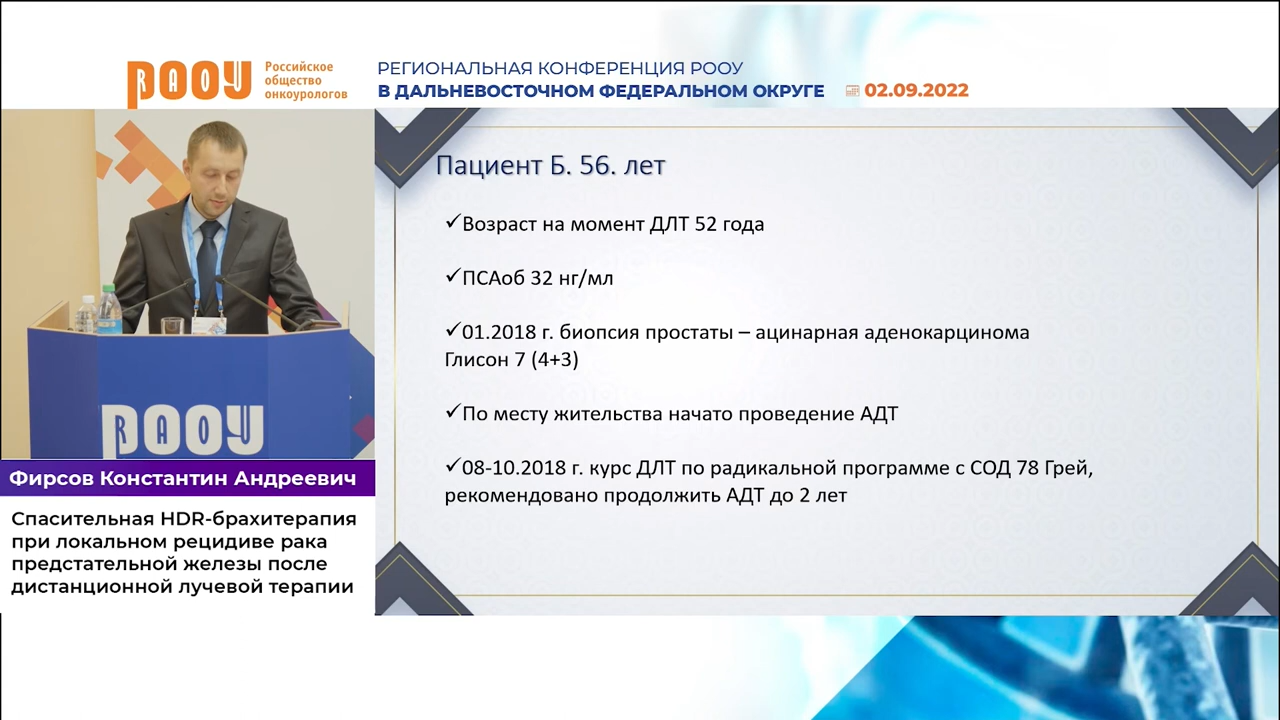 РООУ
RAOU
Российское
общество
онкоурологов
РЕГИОНАЛЬНАЯ КОНФЕРЕНЦИЯ РООУ
В ДАЛЬНЕВОСТОЧНОМ ФЕДЕРАЛЬНОМ ОКРУГЕ
02.09.2022
Пациент Б. 56. лет
✓Возраст на момент ДЛТ 52 года
✓ПСАоб 32 нг/мл
✓01.2018 г. биопсия простаты – ацинарная аденокарцинома
Глисон 7 (4+3)
✓По месту жительства начато проведение АДТ
✓08-10.2018 г. курс ДЛТ по радикальной программе с СОД 78 Грей,
рекомендовано продолжить АДТ до 2 лет
РООУ
RAOU
Фирсов Константин Андреевич
Спасительная HDR-брахитерапия
при локальном рецидиве рака
предстательной железы после
дистанционной лучевой терапии